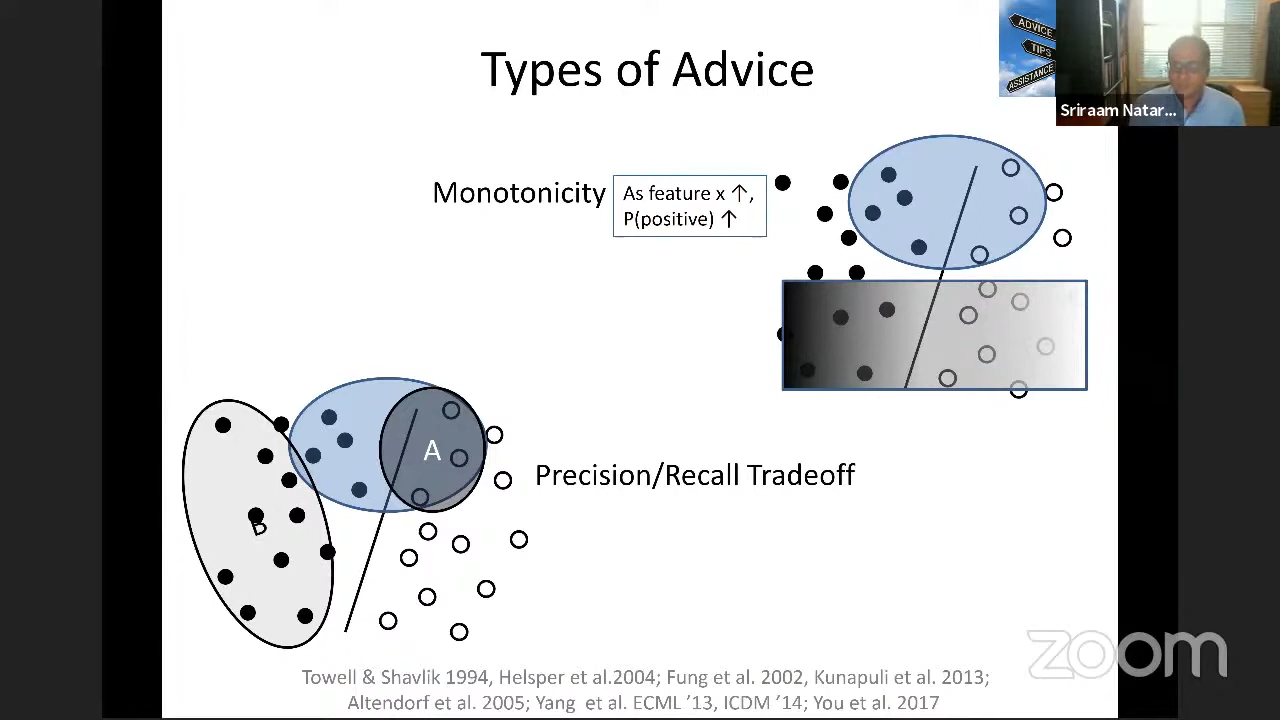 Types of Advice
ADVICE
TIPS
ASSISTANCE
Sriraam Natar...
Monotonicity
As feature x ↑,
P(positive) ↑
A
B
Precision/Recall Tradeoff
zoom
Towell & Shavlik 1994, Helsper et al.2004; Fung et al. 2002, Kunapuli et al. 2013;
Altendorf et al. 2005; Yang et al. ECML ’13, ICDM ’14; You et al. 2017